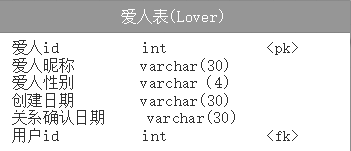 爱人表(Lover)
爱人id int <pk>
爱人昵称 varchar(30)
爱人性别 varchar (4)
创建日期 varchar(30)
关系确认日期 varchar(30)
用户id int <fk>